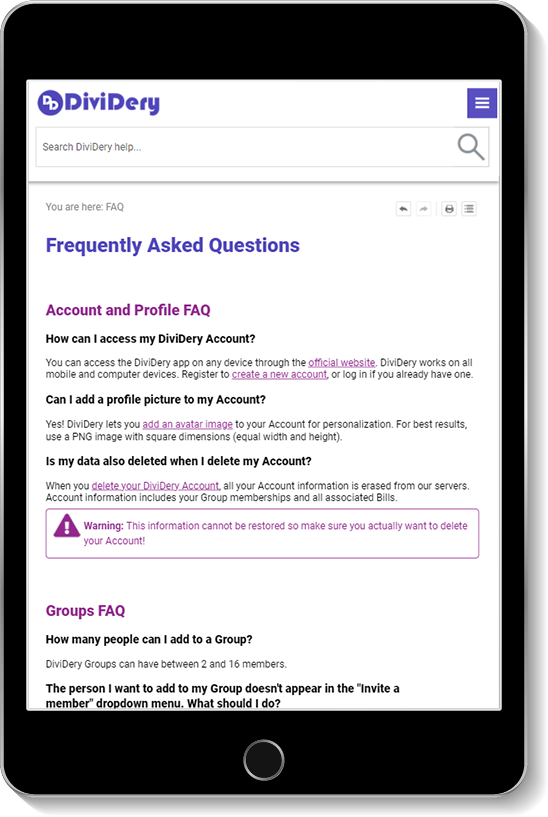 DD DiviDery
Search DiviDery help...
You are here: FAQ
Frequently Asked Questions
Account and Profile FAQ
How can I access my DiviDery Account?
You can access the DiviDery app on any device through the official website. DiviDery works on all
mobile and computer devices. Register to create a new account, or log in if you already have one.
Can I add a profile picture to my Account?
Yes! DiviDery lets you add an avatar image to your Account for personalization. For best results,
use a PNG image with square dimensions (equal width and height).
Is my data also deleted when I delete my Account?
When you delete your DiviDery Account, all your Account information is erased from our servers.
Account information includes your Group memberships and all associated Bills.
Warning: This information cannot be restored so make sure you actually want to delete
your Account!
Groups FAQ
How many people can I add to a Group?
DiviDery Groups can have between 2 and 16 members.
The person I want to add to my Group doesn't appear in the "Invite a
member" dropdown menu. What should I do?